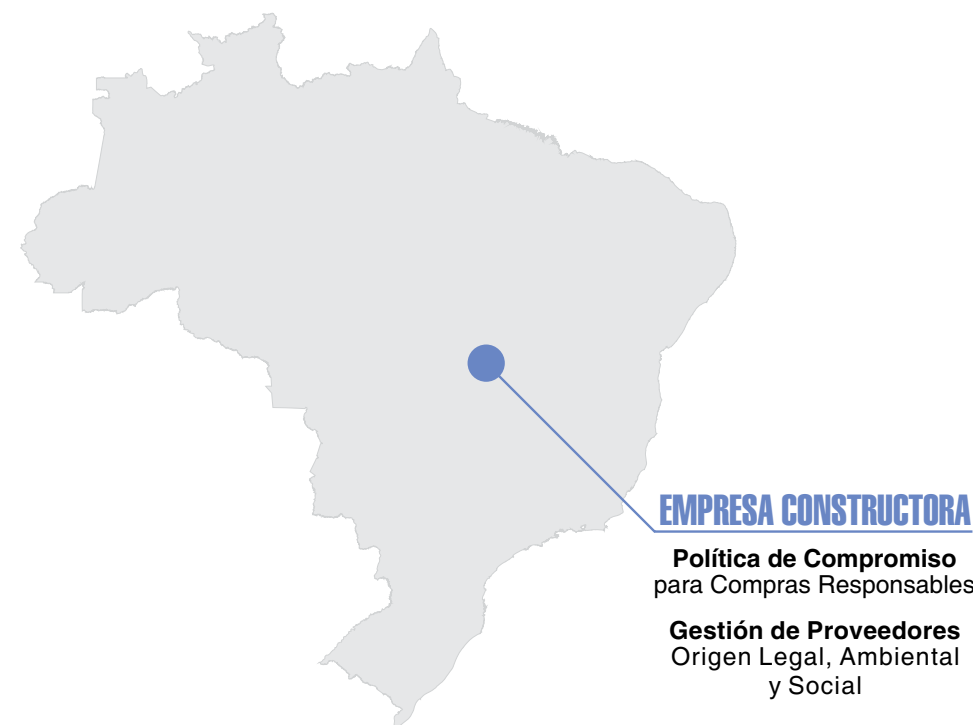 EMPRESA CONSTRUCTORA
Política de Compromiso
para Compras Responsables
Gestión de Proveedores
Origen Legal, Ambiental
y Social